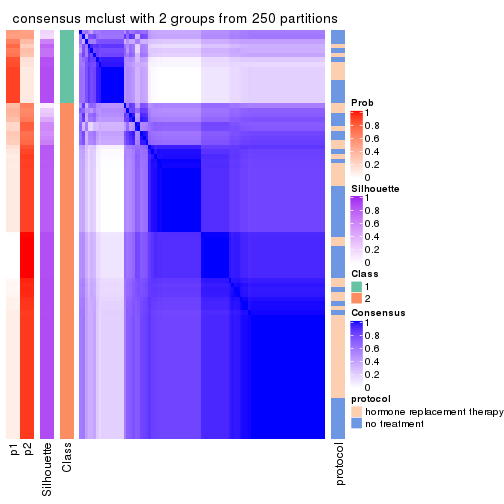 consensus mclust with 2 groups from 250 partitions
Prob
1
0.8
0.6
0.4
0.2
0
Silhouette
1
0.8
0.6
0.4
0.2
0
Class
1
2
Consensus
1
0.8
0.6
0.4
0.2
0
protocol
hormone replacement therapy
no treatment
p1
p2
Silhouette
Class
protocol